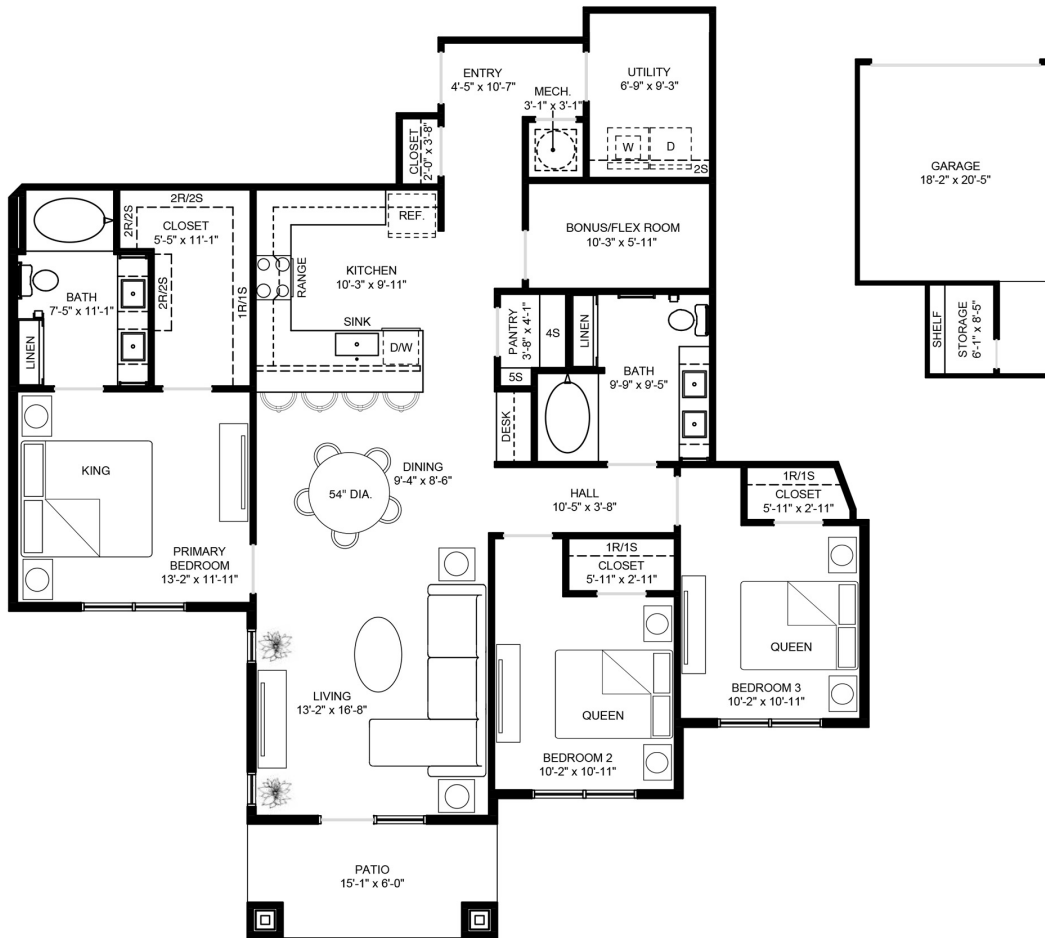 ENTRY
4'-5" x 10'-7"
UTILITY
6'-9" x 9'-3"
MECH.
3'-1" x 3'-1"
W
D
2S
CLOSET
2'-0" x 3'-8"
GARAGE
18'-2" x 20'-5"
SHELF
STORAGE
6'-1" x 8'-5"
2R/2S
2R/2S
CLOSET
5'-5" x 11'-1"
2R/2S
1R/1S
BATH
7'-5" x 11'-1"
LINEN
REF.
RANGE
KITCHEN
10'-3" x 9'-11"
SINK
D/W
BONUS/FLEX ROOM
10'-3" x 5'-11"
PANTRY
3'-8" x 4'-1"
4S
5S
LINEN
BATH
9'-9" x 9'-5"
DESK
KING
PRIMARY
BEDROOM
13'-2" x 11'-11"
54" DIA.
DINING
9'-4" x 8'-6"
HALL
10'-5" x 3'-8"
1R/1S
CLOSET
5'-11" x 2'-11"
1R/1S
CLOSET
5'-11" x 2'-11"
QUEEN
BEDROOM 3
10'-2" x 10'-11"
LIVING
13'-2" x 16'-8"
QUEEN
BEDROOM 2
10'-2" x 10'-11"
PATIO
15'-1" x 6'-0"